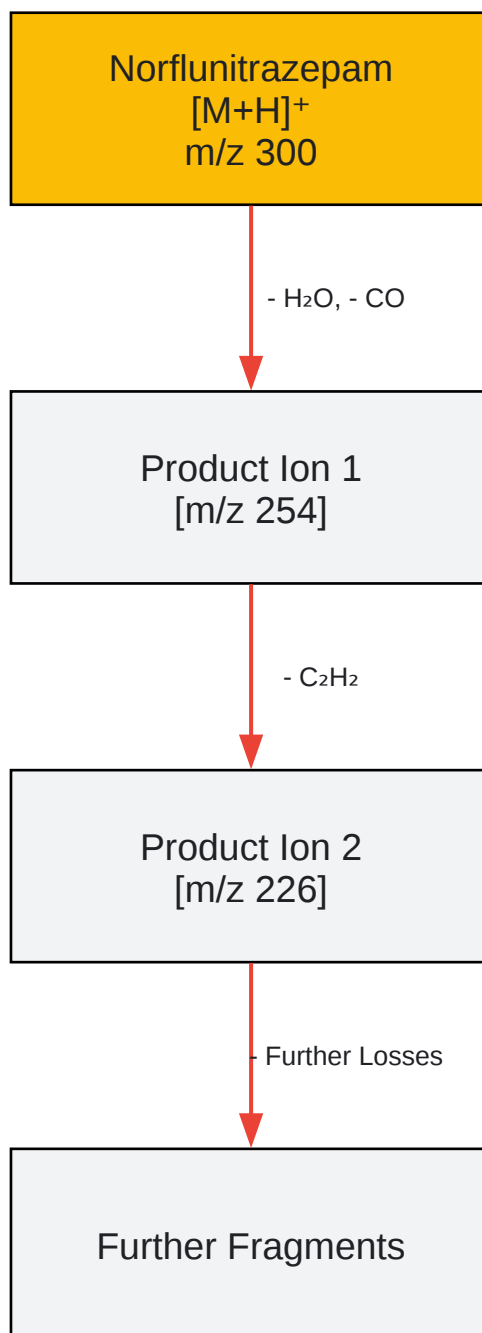 Norflunitrazepam
[M+H]⁺
m/z 300
- H₂O, - CO
Product Ion 1
[m/z 254]
- C₂H₂
Product Ion 2
[m/z 226]
- Further Losses
Further Fragments